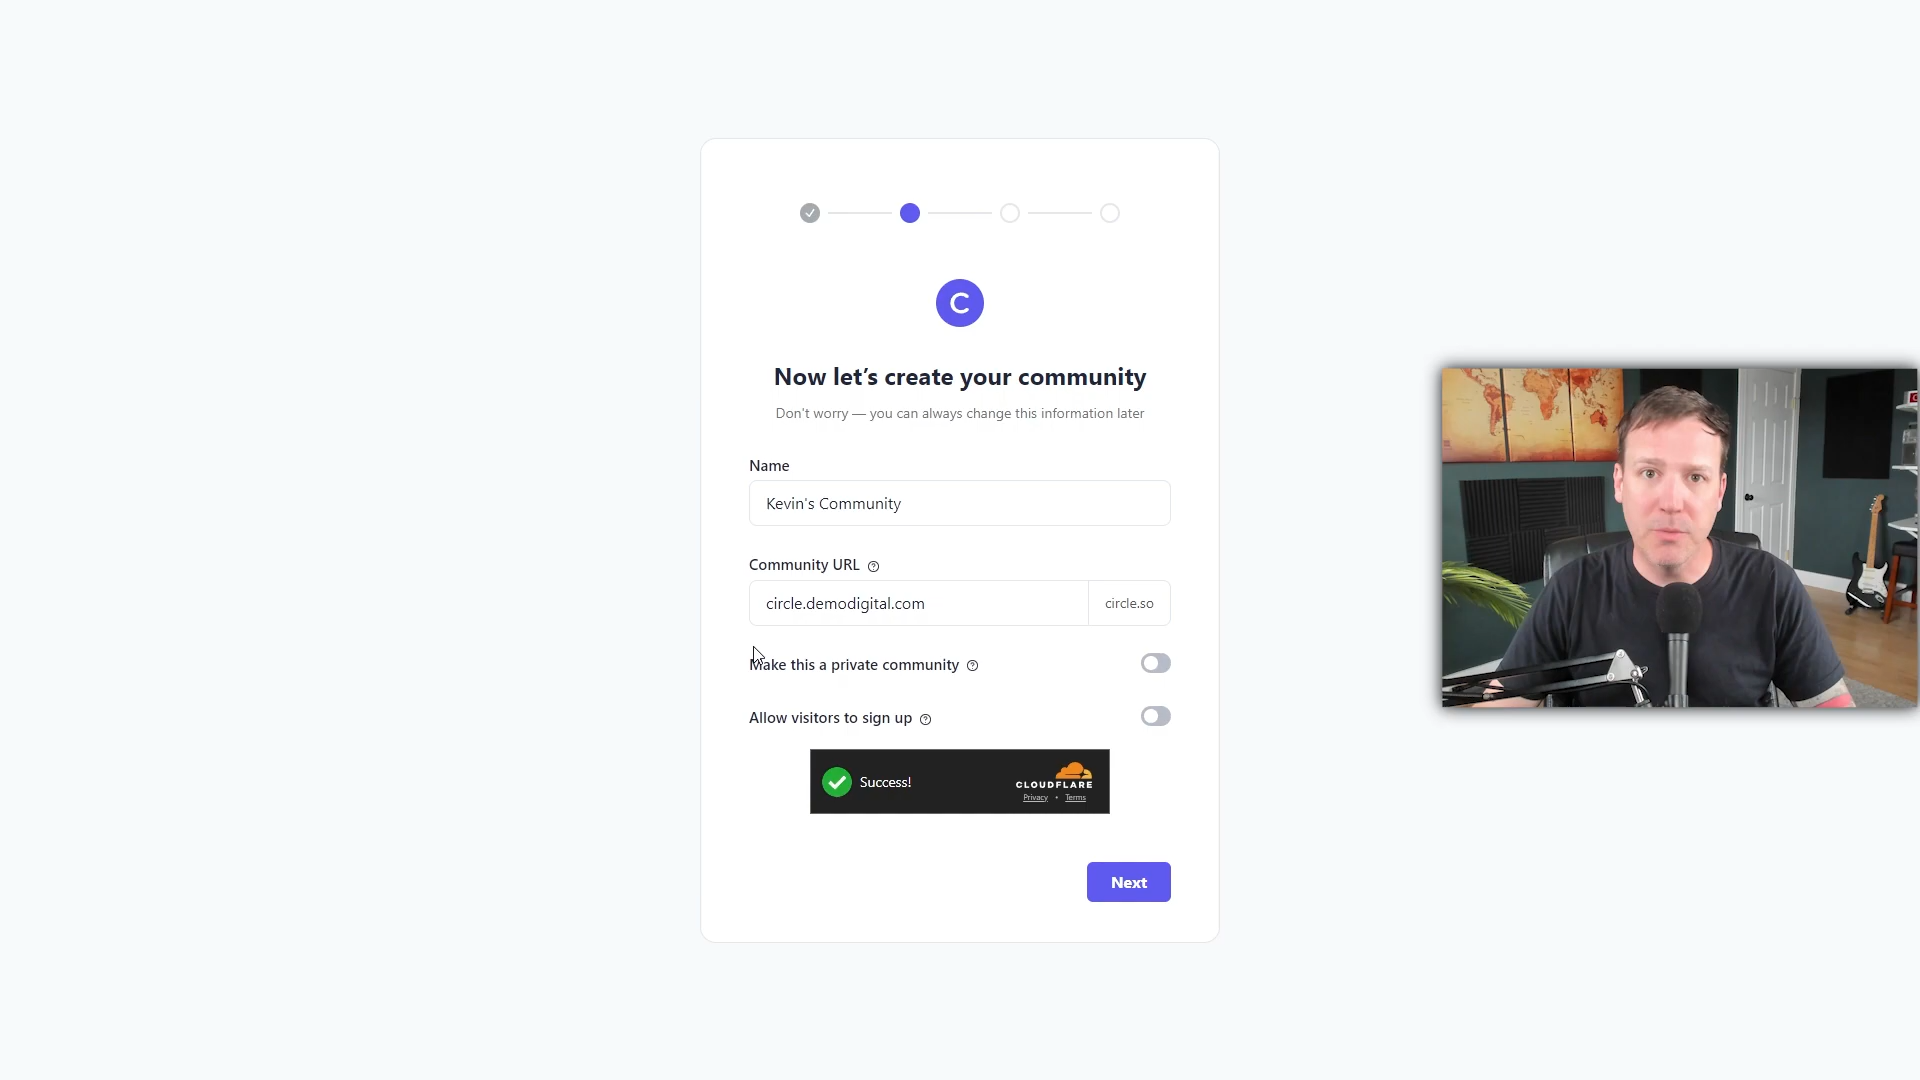 C
Now let’s create your community
Don't worry — you can always change this information later
Name
Kevin's Community
Community URL
circle.demodigital.com
circle.so
Make this a private community
Allow visitors to sign up
Success!
CLOUDFLARE
Privacy • Terms
Next